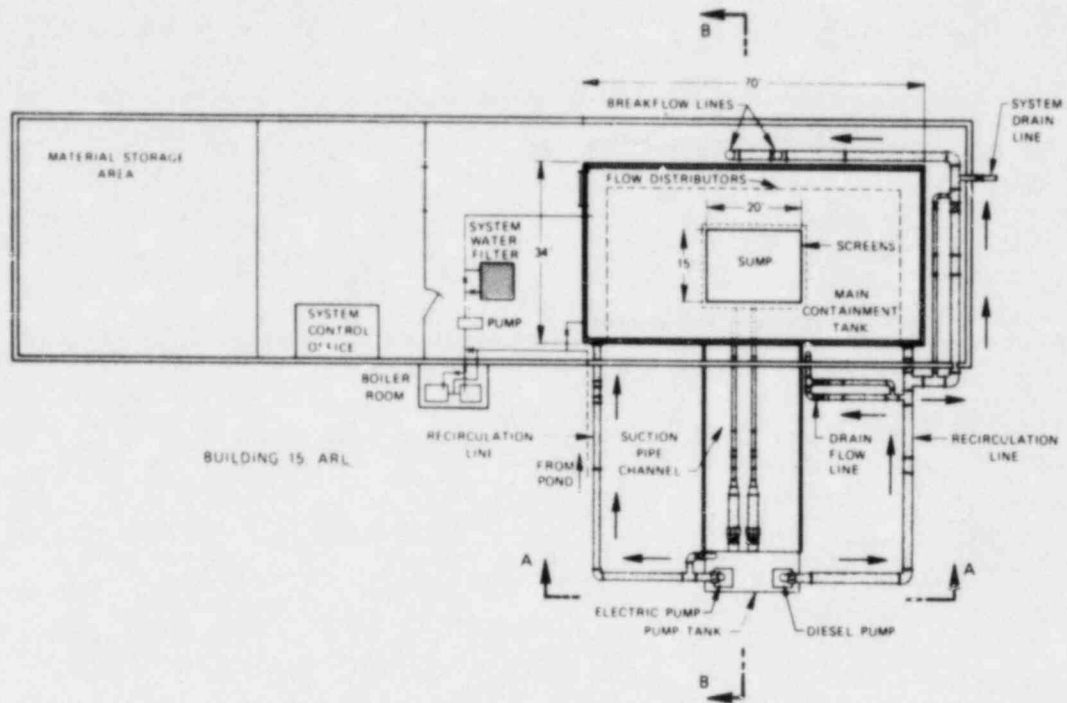 B
70'
BREAKFLOW LINES
SYSTEM
DRAIN
LINE
MATERIAL STORAGE
AREA
FLOW DISTRIBUTORS
20'
SYSTEM
WATER
FILTER
34'
15'
SUMP
SCREENS
MAIN
CONTAINMENT
TANK
SYSTEM
CONTROL
OFFICE
PUMP
BOILER
ROOM
RECIRCULATION
LINE
SUCTION
PIPE
CHANNEL
DRAIN
FLOW
LINE
RECIRCULATION
LINE
BUILDING 15 ARL
FROM
POND
A
A
ELECTRIC PUMP
PUMP TANK
DIESEL PUMP
B